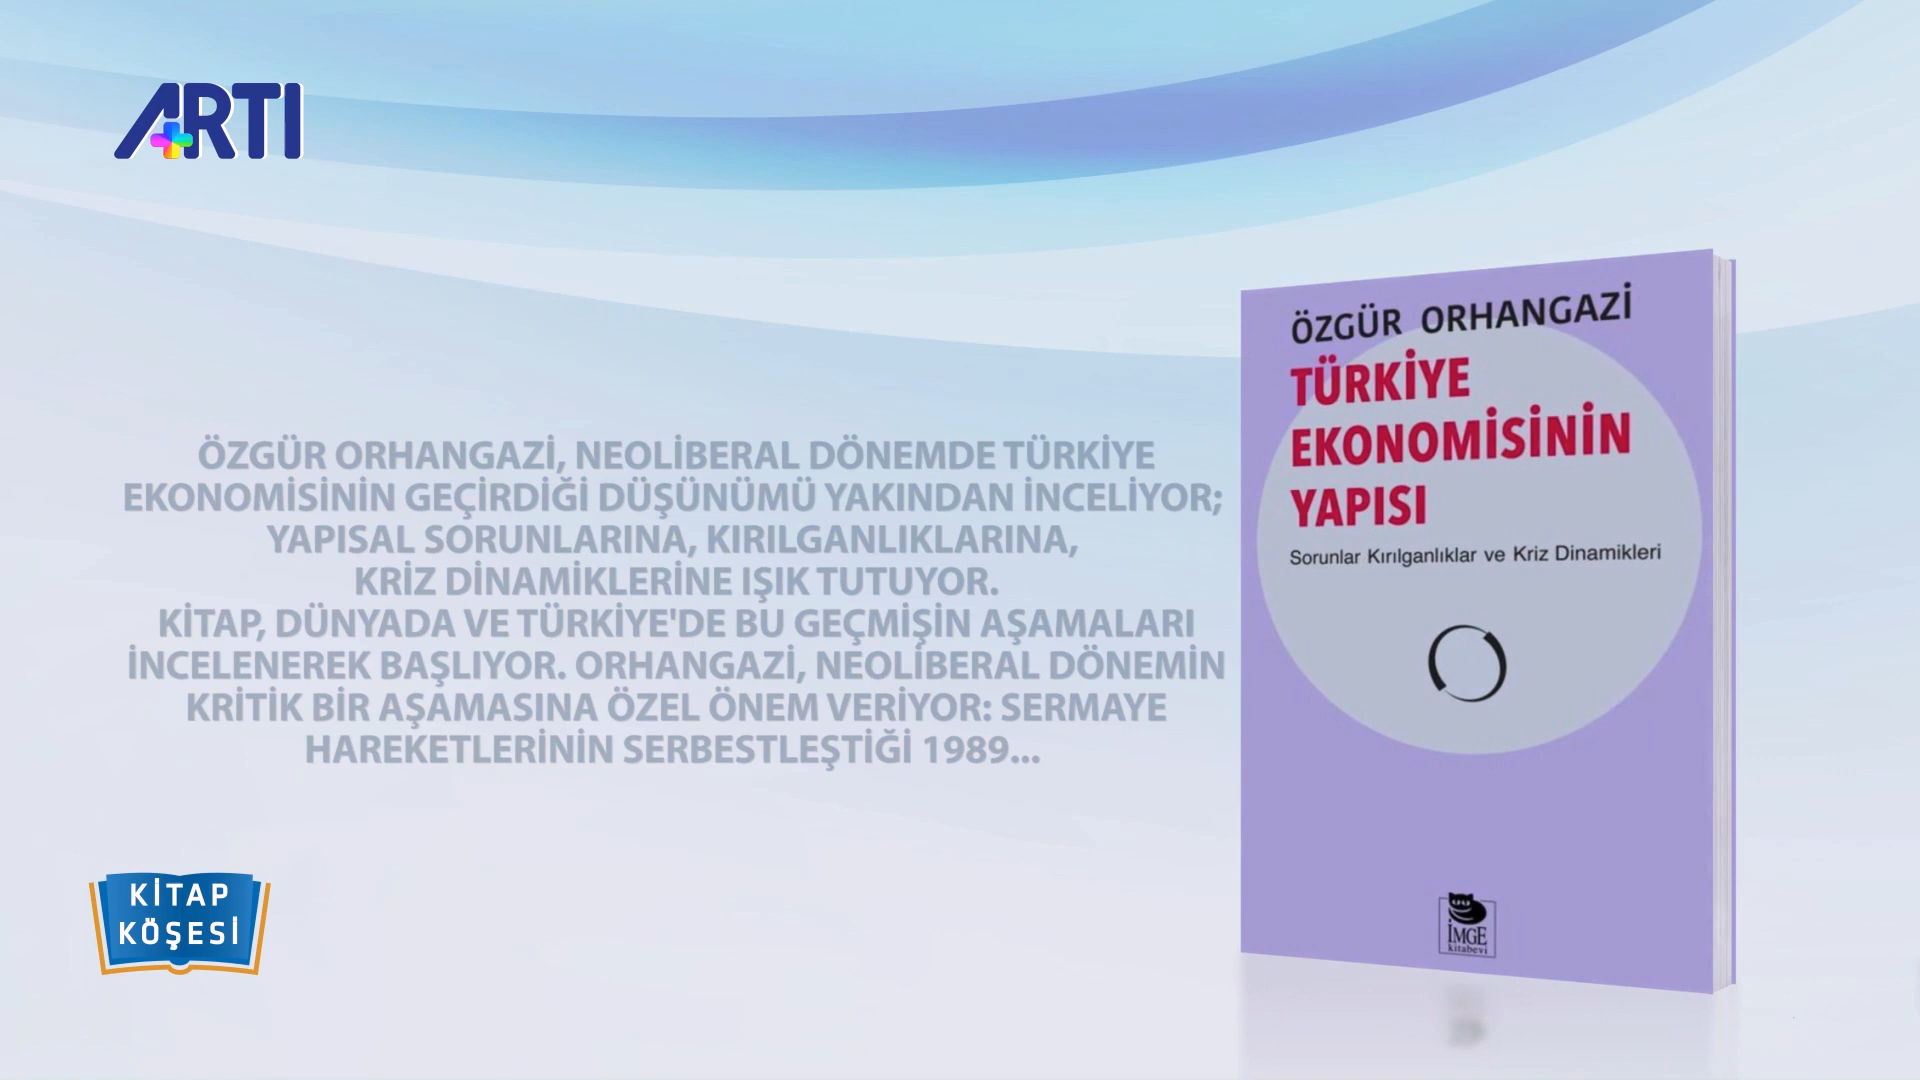 ARTI
ÖZGÜR ORHANGAZİ, NEOLİBERAL DÖNEMDE TÜRKİYE
EKONOMİSİNİN GEÇİRDİĞİ DÜŞÜNÜMÜ YAKINDAN İNCELİYOR;
YAPISAL SORUNLARINA, KIRILGANLIKLARINA,
KRİZ DİNAMİKLERİNE IŞIK TUTUYOR.
KİTAP, DÜNYADA VE TÜRKİYE'DE BU GEÇMİŞİN AŞAMALARI
İNCELENEREK BAŞLIYOR. ORHANGAZİ, NEOLİBERAL DÖNEMİN
KRİTİK BİR AŞAMASINA ÖZEL ÖNEM VERİYOR: SERMAYE
HAREKETLERİNİN SERBESTLEŞTİĞİ 1989...
ÖZGÜR ORHANGAZİ
TÜRKİYE
EKONOMİSİNİN
YAPISI
Sorunlar Kırılganlıklar ve Kriz Dinamikleri
İMGE
kitabevi
KİTAP
KÖŞESİ